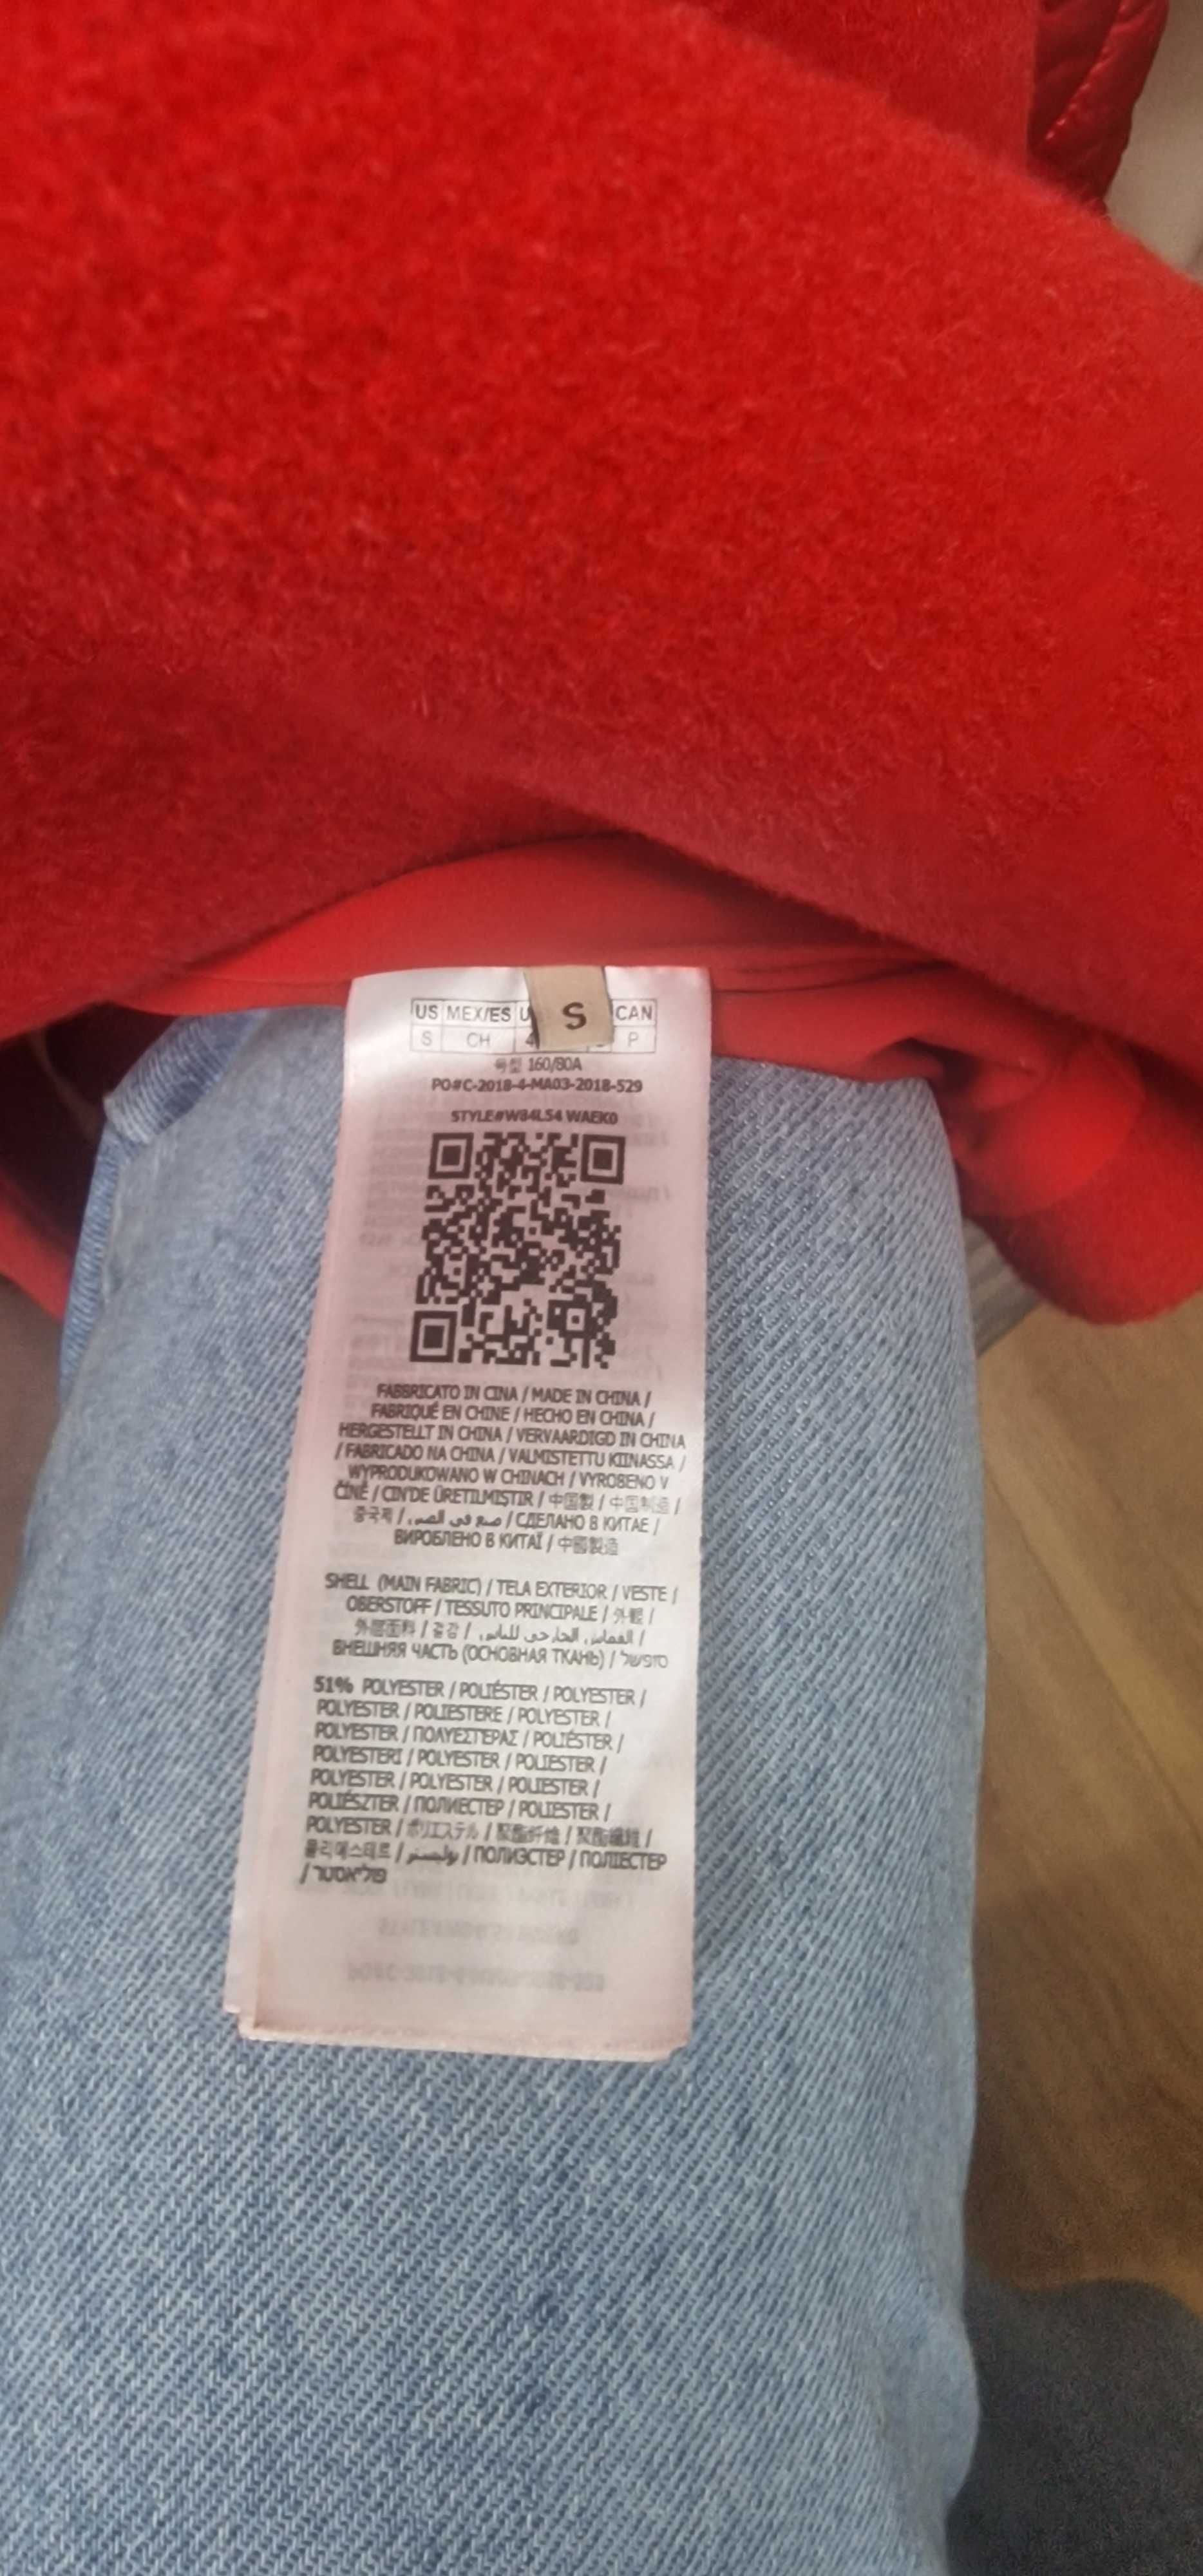 S
US MEX/ES U CAN
S CH 4 P
号型 160/80A
PO#C-2018-4-MA03-2018-529
STYLE#W84L54 WAEK0
FABBRICATO IN CINA / MADE IN CHINA /
FABRIQUÉ EN CHINE / HECHO EN CHINA /
HERGESTELLT IN CHINA / VERVAARDIGD IN CHINA
/ FABRICADO NA CHINA / VALMISTETTU KIINASSA /
WYPRODUKOWANO W CHINACH / VYROBENO V
ČÍNĚ / ÇIN'DE ÜRETILMIŞTIR / 中国製 / 中国制造 /
중국제 / صنع في الصين / СДЕЛАНО В КИТАЕ /
ВИРОБЛЕНО В КИТАЇ / 中國製造
SHELL (MAIN FABRIC) / TELA EXTERIOR / VESTE /
OBERSTOFF / TESSUTO PRINCIPALE / 外観 /
外层面料 / 겉감 / القماش الخارجي للباس /
ВНЕШНЯЯ ЧАСТЬ (ОСНОВНАЯ ТКАНЬ) /
51% POLYESTER / POLIÉSTER / POLYESTER /
POLYESTER / POLIESTERE / POLYESTER /
POLYESTER / ΠΟΛΥΕΣΤΈΡΑΣ / POLIÉSTER /
POLYESTERI / POLYESTER / POLIESTER /
POLYESTER / POLYESTER / POLIESTER /
POLIÉSZTER / ПОЛИЕСТЕР / POLIESTER /
POLYESTER / ポリエステル / 聚酯纤维 / 聚酯纖維 /
폴리에스테르 / بوليستر / ПОЛИЭСТЕР / ПОЛІЕСТЕР
/ פוליאסטר